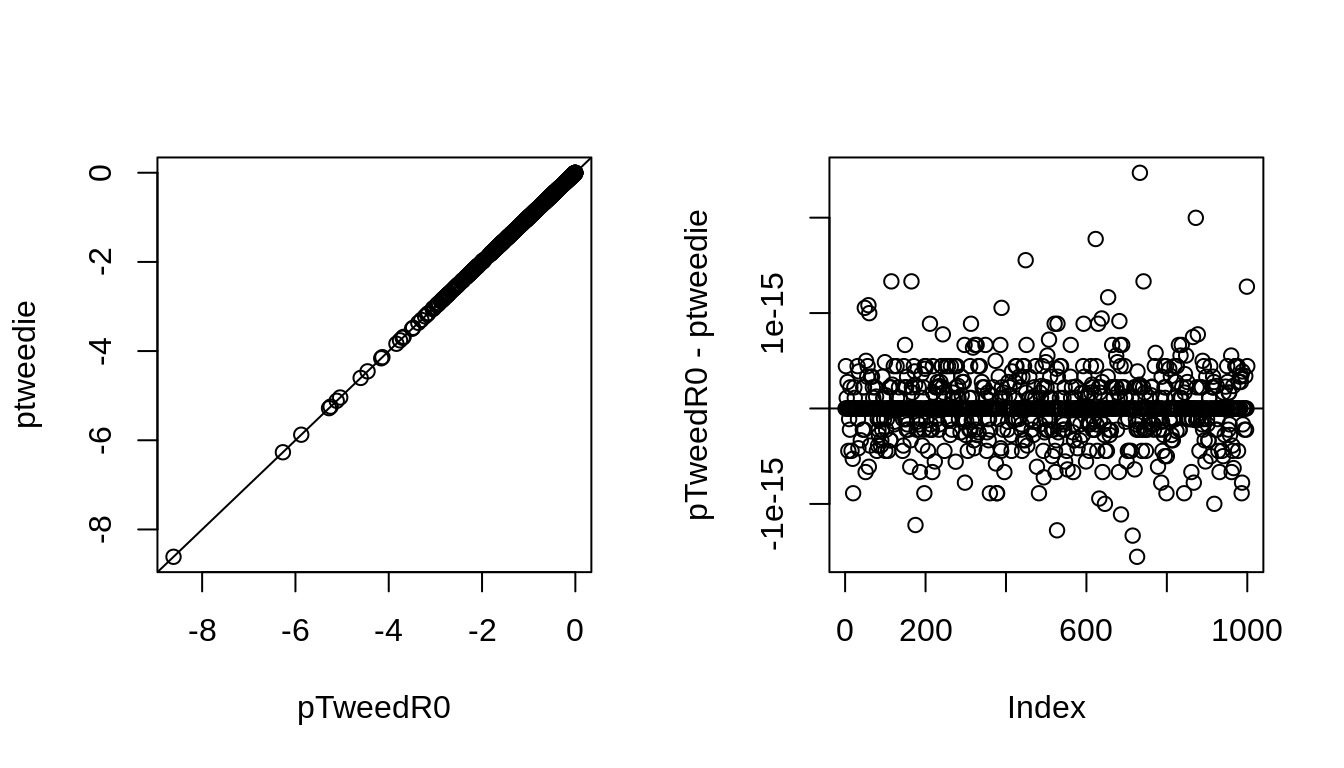 ptweedie
0
-2
-4
-6
-8
-8 -6 -4 -2 0
pTweedR0
pTweedR0 - ptweedie
1e-15
-1e-15
0 200 600 1000
Index